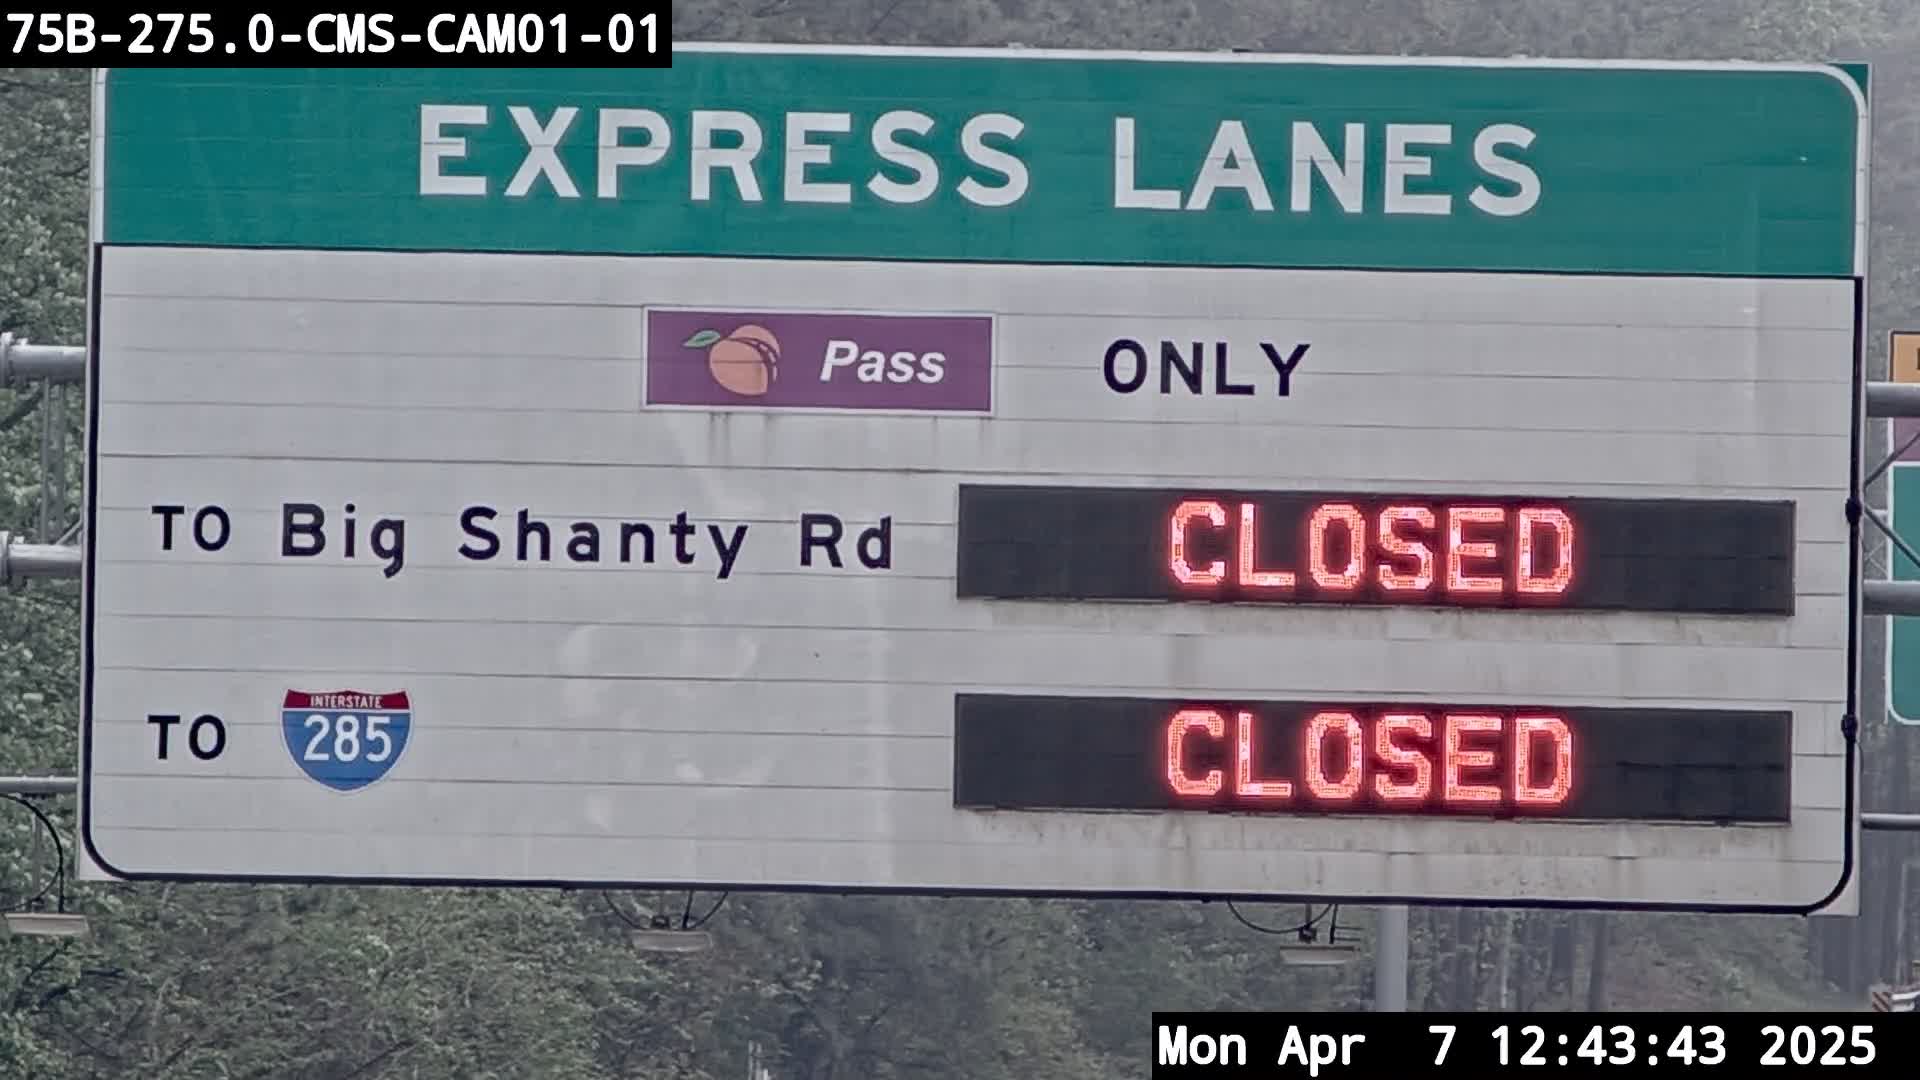 75B-275.0-CMS-CAM01-01
EXPRESS LANES
Pass ONLY
TO Big Shanty Rd CLOSED
TO INTERSTATE 285 CLOSED
Mon Apr 7 12:43:43 2025